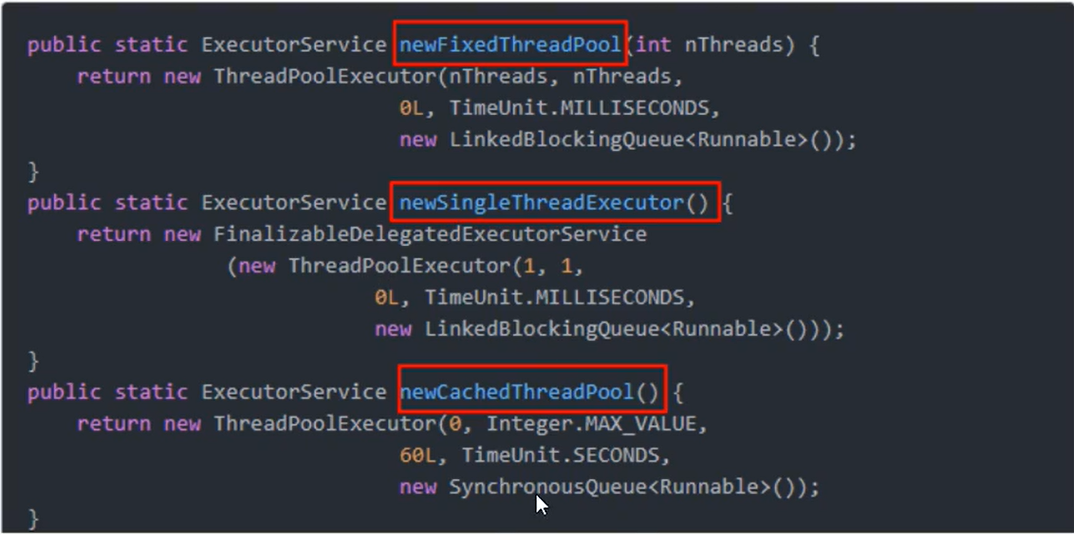 public static ExecutorService newFixedThreadPool(int nThreads) {
    return new ThreadPoolExecutor(nThreads, nThreads,
                              0L, TimeUnit.MILLISECONDS,
                              new LinkedBlockingQueue<Runnable>());
}
public static ExecutorService newSingleThreadExecutor() {
    return new FinalizableDelegatedExecutorService
                (new ThreadPoolExecutor(1, 1,
                            0L, TimeUnit.MILLISECONDS,
                            new LinkedBlockingQueue<Runnable>()));
}
public static ExecutorService newCachedThreadPool() {
    return new ThreadPoolExecutor(0, Integer.MAX_VALUE,
                              60L, TimeUnit.SECONDS,
                              new SynchronousQueue<Runnable>());
}